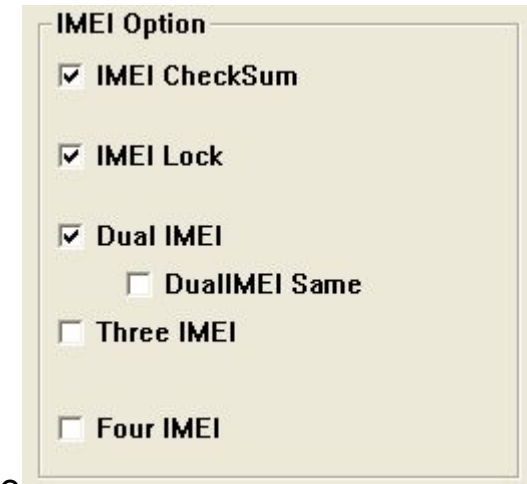 IMEI Option
IMEI CheckSum
IMEI Lock
Dual IMEI
DualIMEI Same
Three IMEI
Four IMEI